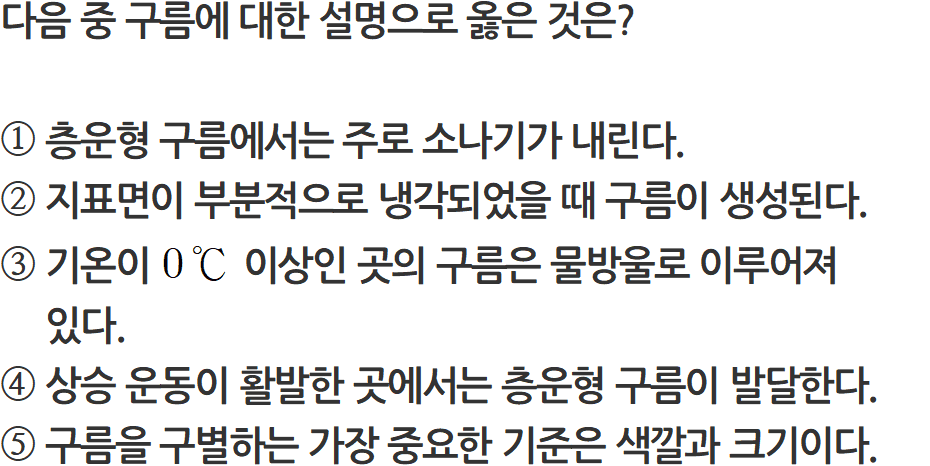 다음 중 구름에 대한 설명으로 옳은 것은?
① 층운형 구름에서는 주로 소나기가 내린다.
② 지표면이 부분적으로 냉각되었을 때 구름이 생성된다.
③ 기온이 0℃ 이상인 곳의 구름은 물방울로 이루어져
있다.
④ 상승 운동이 활발한 곳에서는 층운형 구름이 발달한다.
⑤ 구름을 구별하는 가장 중요한 기준은 색깔과 크기이다.